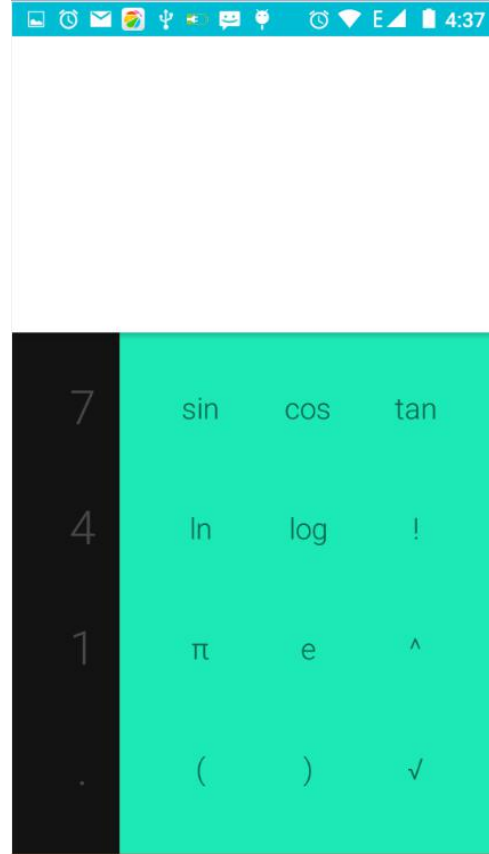 E 4:37
7 sin cos tan
4 ln log !
1 π e ^
. ( ) √